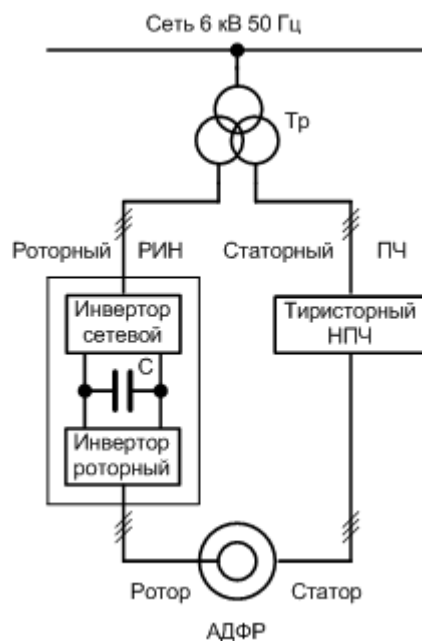 Сеть 6 кВ 50 Гц
Тр
Роторный РИН Статорный ПЧ
Инвертор
сетевой
Тиристорный
НПЧ
С
Инвертор
роторный
Ротор Статор
АДФР